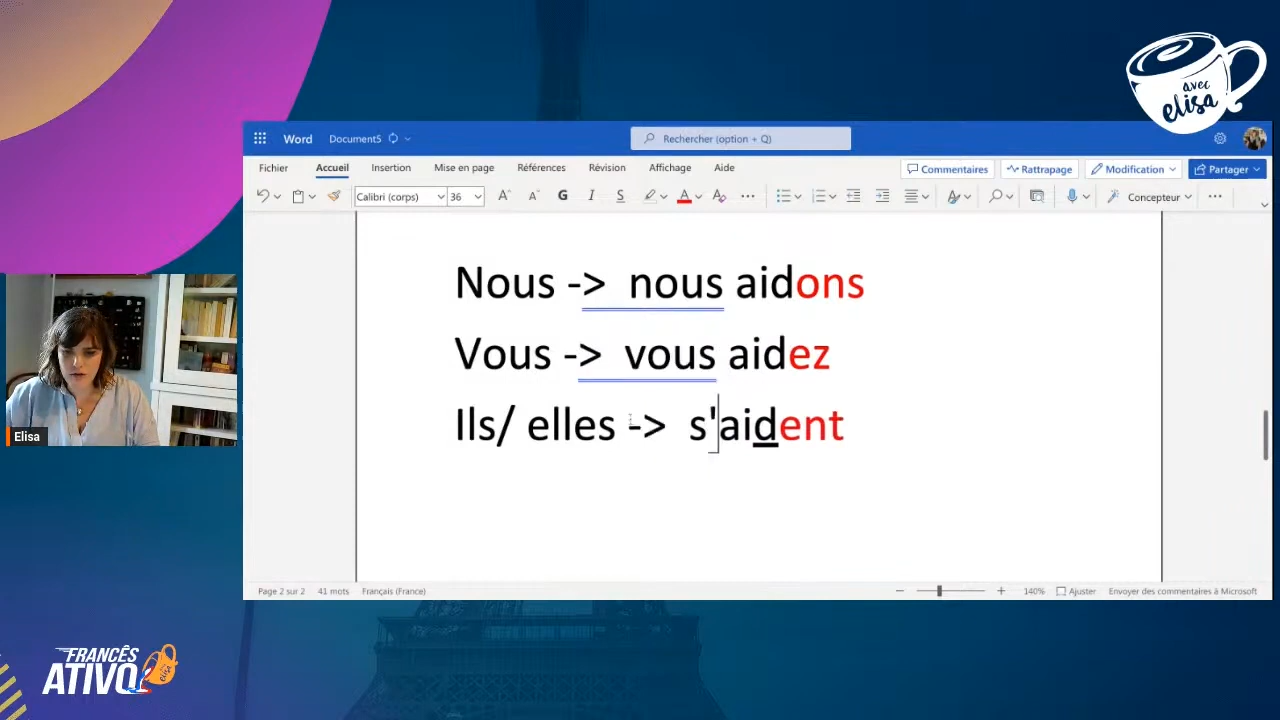 avec
elisa
Word Document5 Rechercher (option + Q)
Fichier Accueil Insertion Mise en page Références Révision Affichage Aide Commentaires Rattrapage Modification Partager
Calibri (corps) 36 A A G I S A A Concepteur
Nous -> nous aidons
Vous -> vous aidez
Ils/ elles -> s'aident
Elisa
Page 2 sur 2 41 mots Français (France) 140% Ajuster Envoyer des commentaires à Microsoft
FRANCÊS
ATIVO
elisa